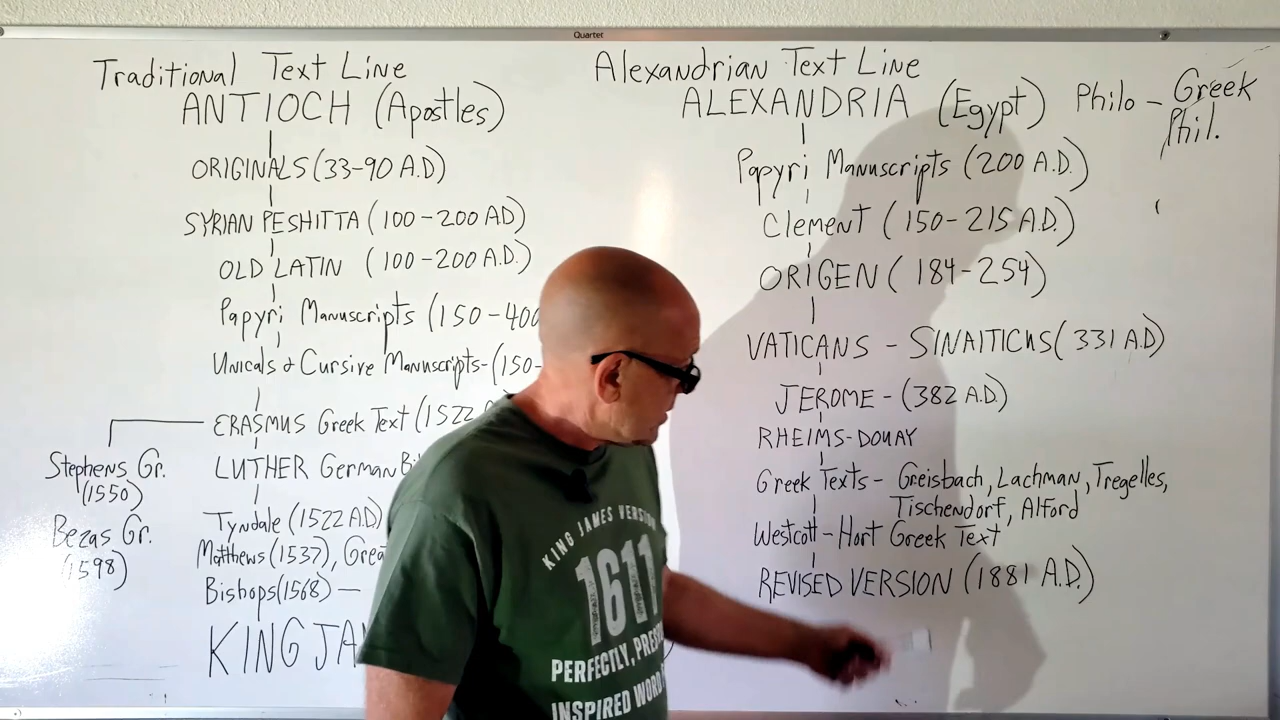 Quartet
Traditional Text Line
ANTIOCH (Apostles)
ORIGINALS (33-90 A.D)
SYRIAN PESHITTA (100-200 AD)
OLD LATIN (100-200 A.D.)
Papyri Manuscripts (150-400
Unicals & Cursive Manuscripts-(150-
ERASMUS Greek Text (1522
Stephens Gr.
(1550)
Bezas Gr.
(1598)
LUTHER German Bi
Tyndale (1522 AD)
Matthews (1537), Grea
Bishops (1568) —
KING JA
Alexandrian Text Line
ALEXANDRIA (Egypt) Philo - Greek
Phil.
Papyri Manuscripts (200 A.D.)
Clement (150-215 A.D.)
ORIGEN (184-254)
VATICANS - SINAITICUS (331 AD)
JEROME - (382 A.D.)
RHEIMS-DOUAY
Greek Texts - Greisbach, Lachman, Tregelles,
Tischendorf, Alford
Westcott-Hort Greek Text
REVISED VERSION (1881 A.D.)
KING JAMES VERSION
1611
PERFECTLY, PRES
INSPIRED WORD